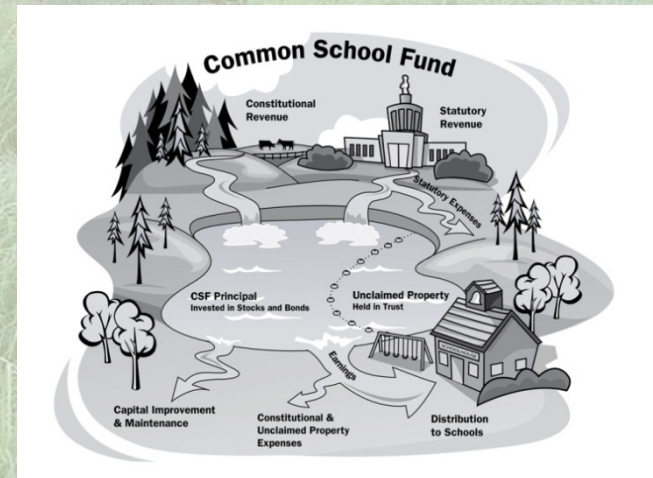 Common School Fund
Constitutional
Revenue
Statutory
Revenue
Statutory Expenses
CSF Principal
Invested in Stocks and Bonds
Unclaimed Property
Held in Trust
Earnings
Capital Improvement
& Maintenance
Constitutional &
Unclaimed Property
Expenses
Distribution
to Schools